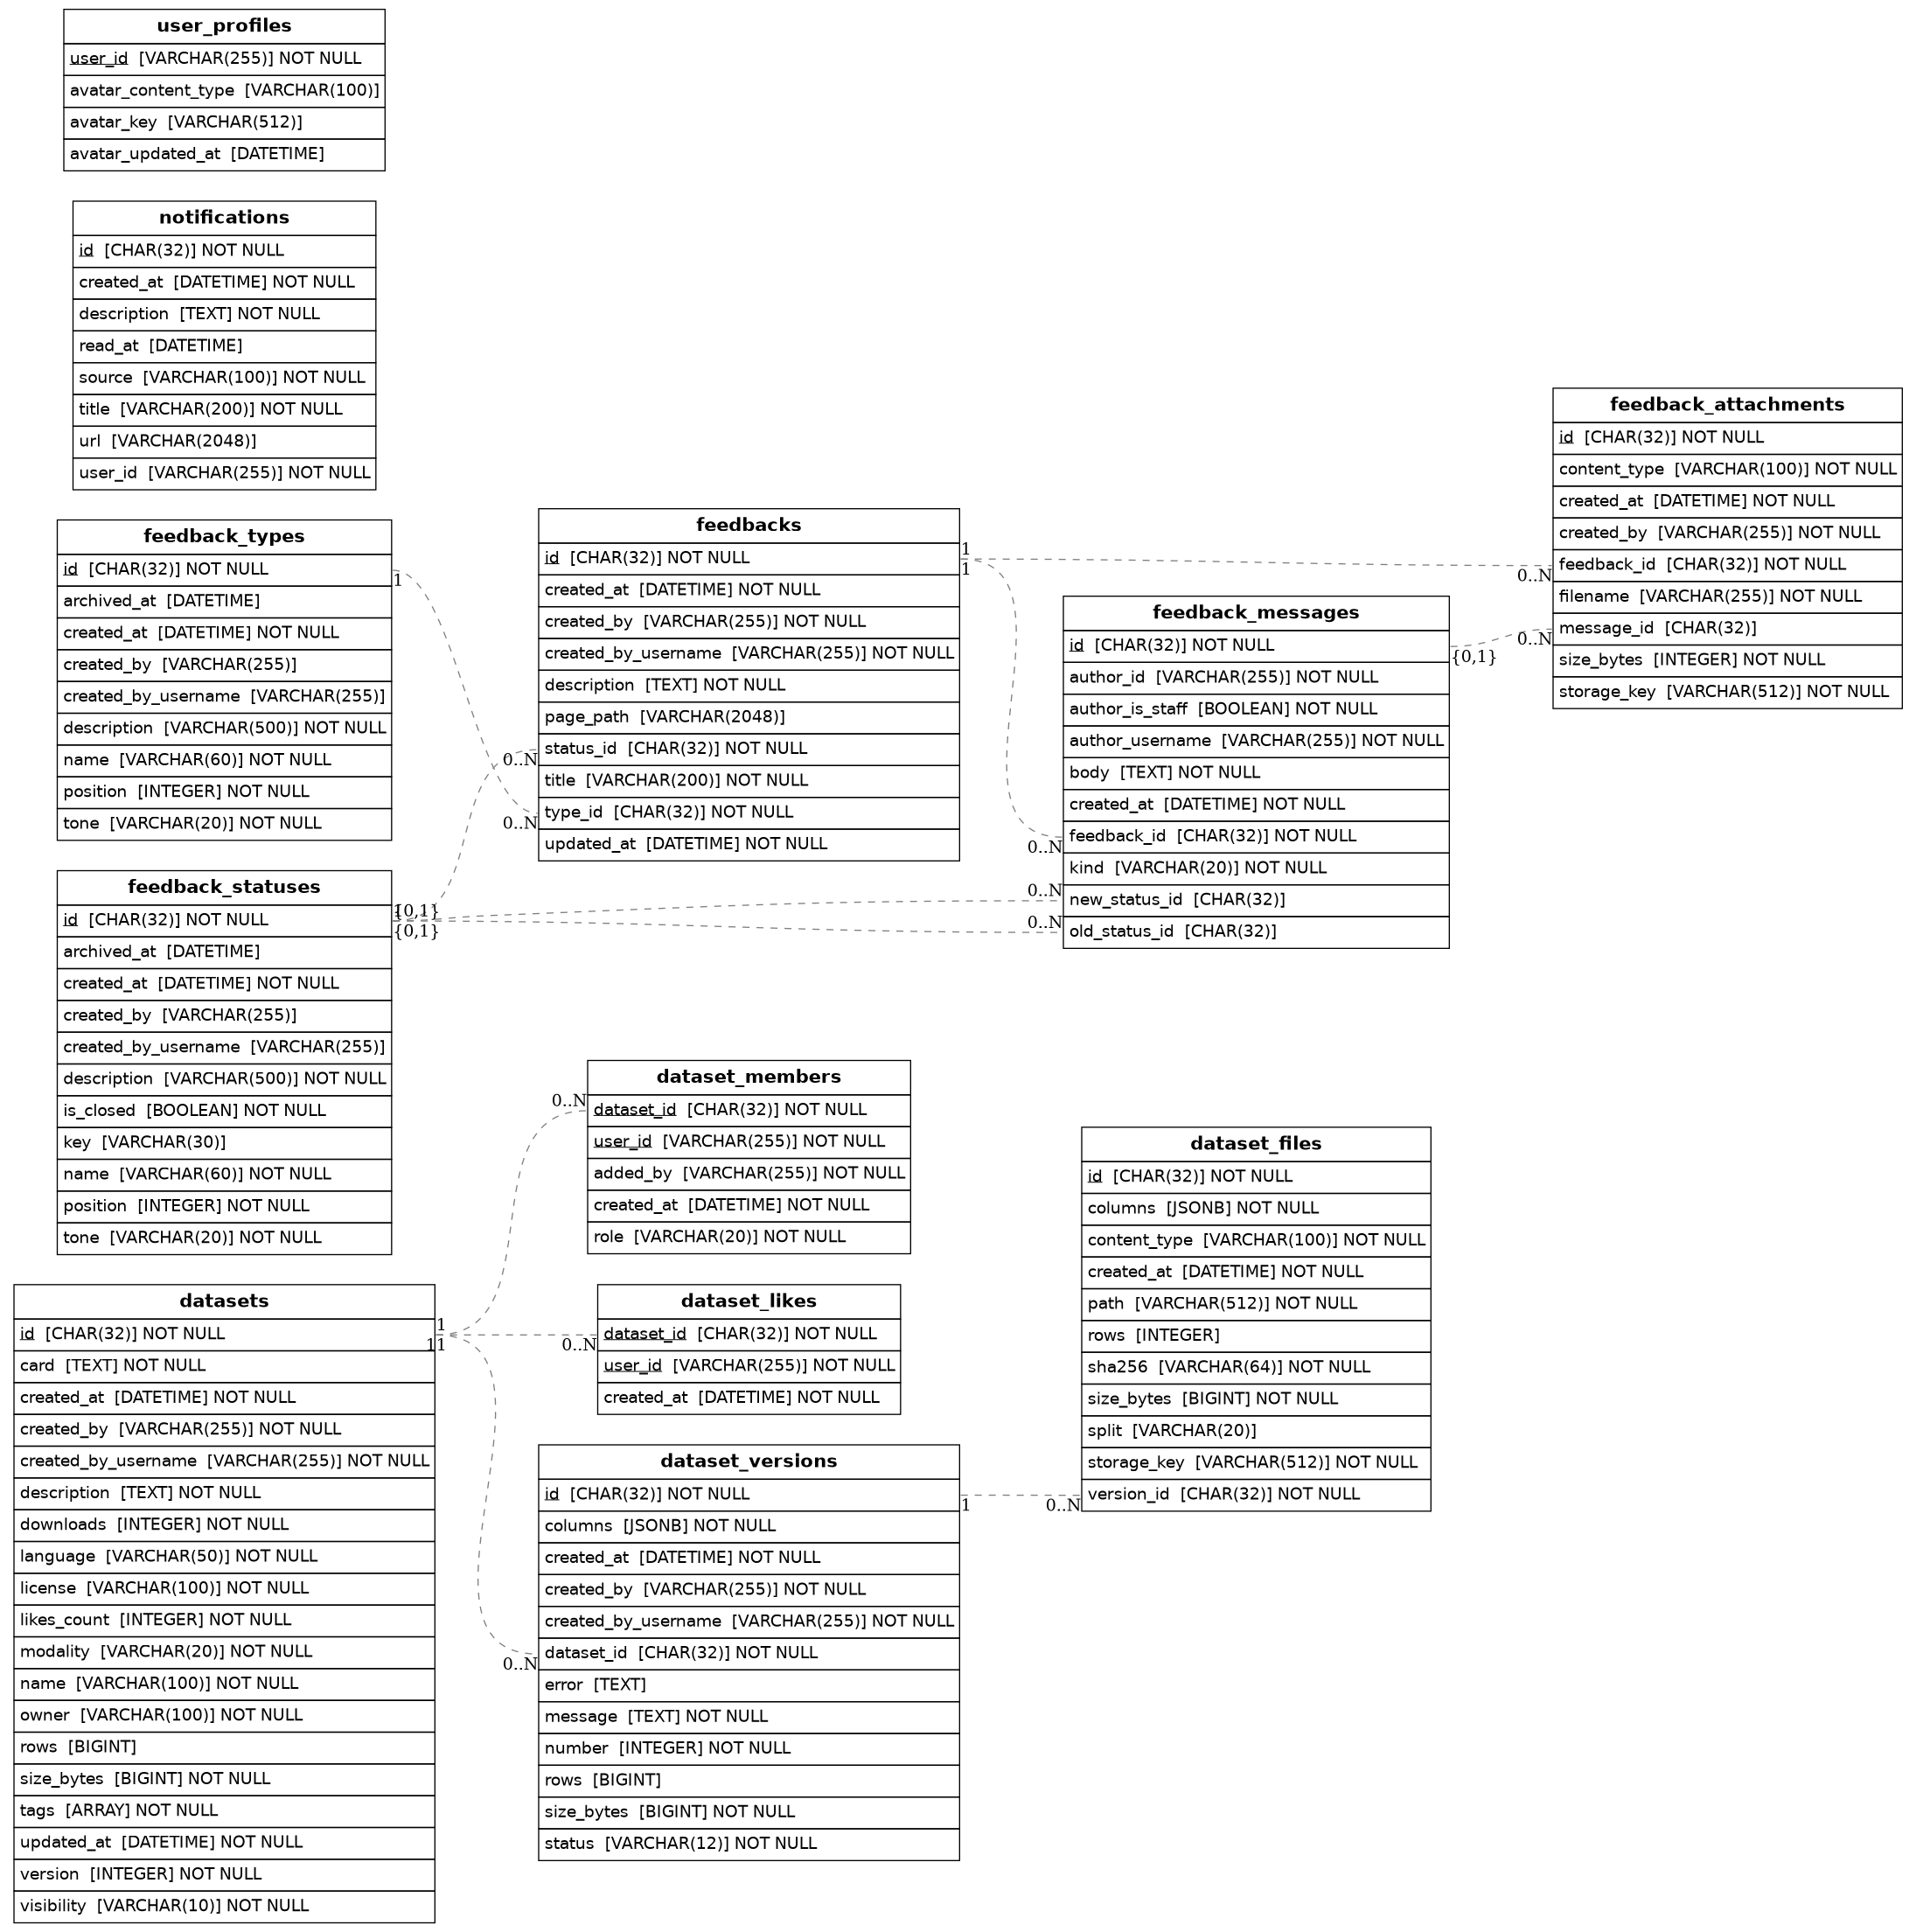 user_profiles
user_id [VARCHAR(255)] NOT NULL
avatar_content_type [VARCHAR(100)]
avatar_key [VARCHAR(512)]
avatar_updated_at [DATETIME]
notifications
id [CHAR(32)] NOT NULL
created_at [DATETIME] NOT NULL
description [TEXT] NOT NULL
read_at [DATETIME]
source [VARCHAR(100)] NOT NULL
title [VARCHAR(200)] NOT NULL
url [VARCHAR(2048)]
user_id [VARCHAR(255)] NOT NULL
feedback_types
id [CHAR(32)] NOT NULL
archived_at [DATETIME]
created_at [DATETIME] NOT NULL
created_by [VARCHAR(255)]
created_by_username [VARCHAR(255)]
description [VARCHAR(500)] NOT NULL
name [VARCHAR(60)] NOT NULL
position [INTEGER] NOT NULL
tone [VARCHAR(20)] NOT NULL
1
0..N
feedback_statuses
id [CHAR(32)] NOT NULL
archived_at [DATETIME]
created_at [DATETIME] NOT NULL
created_by [VARCHAR(255)]
created_by_username [VARCHAR(255)]
description [VARCHAR(500)] NOT NULL
is_closed [BOOLEAN] NOT NULL
key [VARCHAR(30)]
name [VARCHAR(60)] NOT NULL
position [INTEGER] NOT NULL
tone [VARCHAR(20)] NOT NULL
1
{0,1}
{0,1}
0..N
0..N
0..N
feedbacks
id [CHAR(32)] NOT NULL
created_at [DATETIME] NOT NULL
created_by [VARCHAR(255)] NOT NULL
created_by_username [VARCHAR(255)] NOT NULL
description [TEXT] NOT NULL
page_path [VARCHAR(2048)]
status_id [CHAR(32)] NOT NULL
title [VARCHAR(200)] NOT NULL
type_id [CHAR(32)] NOT NULL
updated_at [DATETIME] NOT NULL
1
1
0..N
0..N
feedback_messages
id [CHAR(32)] NOT NULL
author_id [VARCHAR(255)] NOT NULL
author_is_staff [BOOLEAN] NOT NULL
author_username [VARCHAR(255)] NOT NULL
body [TEXT] NOT NULL
created_at [DATETIME] NOT NULL
feedback_id [CHAR(32)] NOT NULL
kind [VARCHAR(20)] NOT NULL
new_status_id [CHAR(32)]
old_status_id [CHAR(32)]
{0,1}
0..N
feedback_attachments
id [CHAR(32)] NOT NULL
content_type [VARCHAR(100)] NOT NULL
created_at [DATETIME] NOT NULL
created_by [VARCHAR(255)] NOT NULL
feedback_id [CHAR(32)] NOT NULL
filename [VARCHAR(255)] NOT NULL
message_id [CHAR(32)]
size_bytes [INTEGER] NOT NULL
storage_key [VARCHAR(512)] NOT NULL
datasets
id [CHAR(32)] NOT NULL
card [TEXT] NOT NULL
created_at [DATETIME] NOT NULL
created_by [VARCHAR(255)] NOT NULL
created_by_username [VARCHAR(255)] NOT NULL
description [TEXT] NOT NULL
downloads [INTEGER] NOT NULL
language [VARCHAR(50)] NOT NULL
license [VARCHAR(100)] NOT NULL
likes_count [INTEGER] NOT NULL
modality [VARCHAR(20)] NOT NULL
name [VARCHAR(100)] NOT NULL
owner [VARCHAR(100)] NOT NULL
rows [BIGINT]
size_bytes [BIGINT] NOT NULL
tags [ARRAY] NOT NULL
updated_at [DATETIME] NOT NULL
version [INTEGER] NOT NULL
visibility [VARCHAR(10)] NOT NULL
1
1
1
0..N
0..N
0..N
dataset_members
dataset_id [CHAR(32)] NOT NULL
user_id [VARCHAR(255)] NOT NULL
added_by [VARCHAR(255)] NOT NULL
created_at [DATETIME] NOT NULL
role [VARCHAR(20)] NOT NULL
dataset_likes
dataset_id [CHAR(32)] NOT NULL
user_id [VARCHAR(255)] NOT NULL
created_at [DATETIME] NOT NULL
dataset_versions
id [CHAR(32)] NOT NULL
columns [JSONB] NOT NULL
created_at [DATETIME] NOT NULL
created_by [VARCHAR(255)] NOT NULL
created_by_username [VARCHAR(255)] NOT NULL
dataset_id [CHAR(32)] NOT NULL
error [TEXT]
message [TEXT] NOT NULL
number [INTEGER] NOT NULL
rows [BIGINT]
size_bytes [BIGINT] NOT NULL
status [VARCHAR(12)] NOT NULL
1
0..N
dataset_files
id [CHAR(32)] NOT NULL
columns [JSONB] NOT NULL
content_type [VARCHAR(100)] NOT NULL
created_at [DATETIME] NOT NULL
path [VARCHAR(512)] NOT NULL
rows [INTEGER]
sha256 [VARCHAR(64)] NOT NULL
size_bytes [BIGINT] NOT NULL
split [VARCHAR(20)]
storage_key [VARCHAR(512)] NOT NULL
version_id [CHAR(32)] NOT NULL